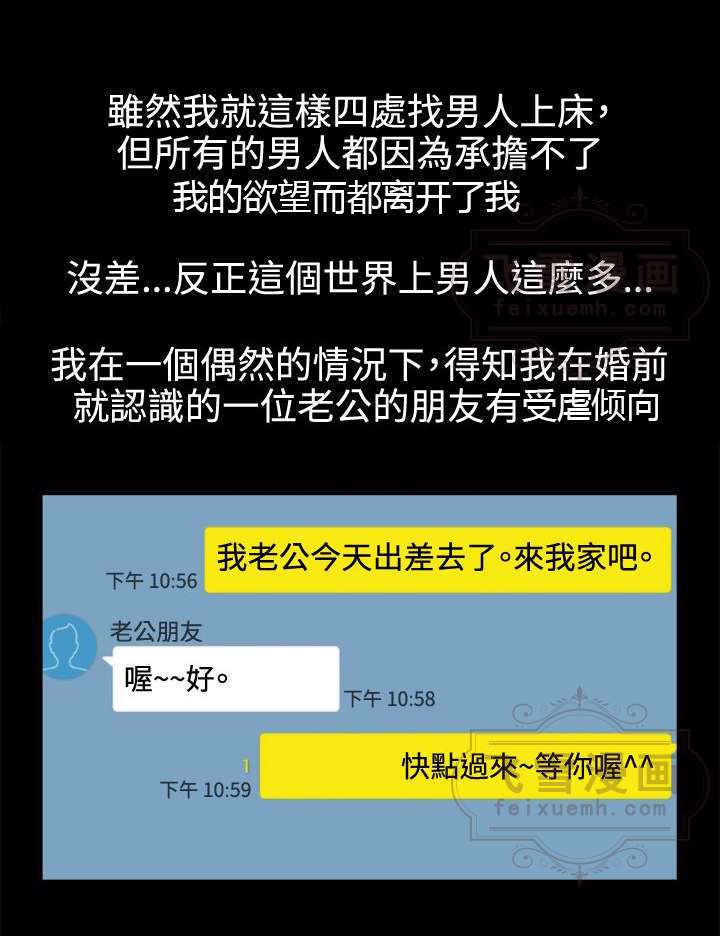 雖然我就這樣四處找男人上床，
但所有的男人都因為承擔不了
我的欲望而都离开了我
沒差...反正這個世界上男人這麼多...
飞雪漫画
feixuemh.com
我在一個偶然的情況下，得知我在婚前
就認識的一位老公的朋友有受虐倾向
我老公今天出差去了。來我家吧。
下午 10:56
老公朋友
喔~~好。
下午 10:58
快點過來~等你喔^^
1
下午 10:59
飞雪漫画
feixuemh.com